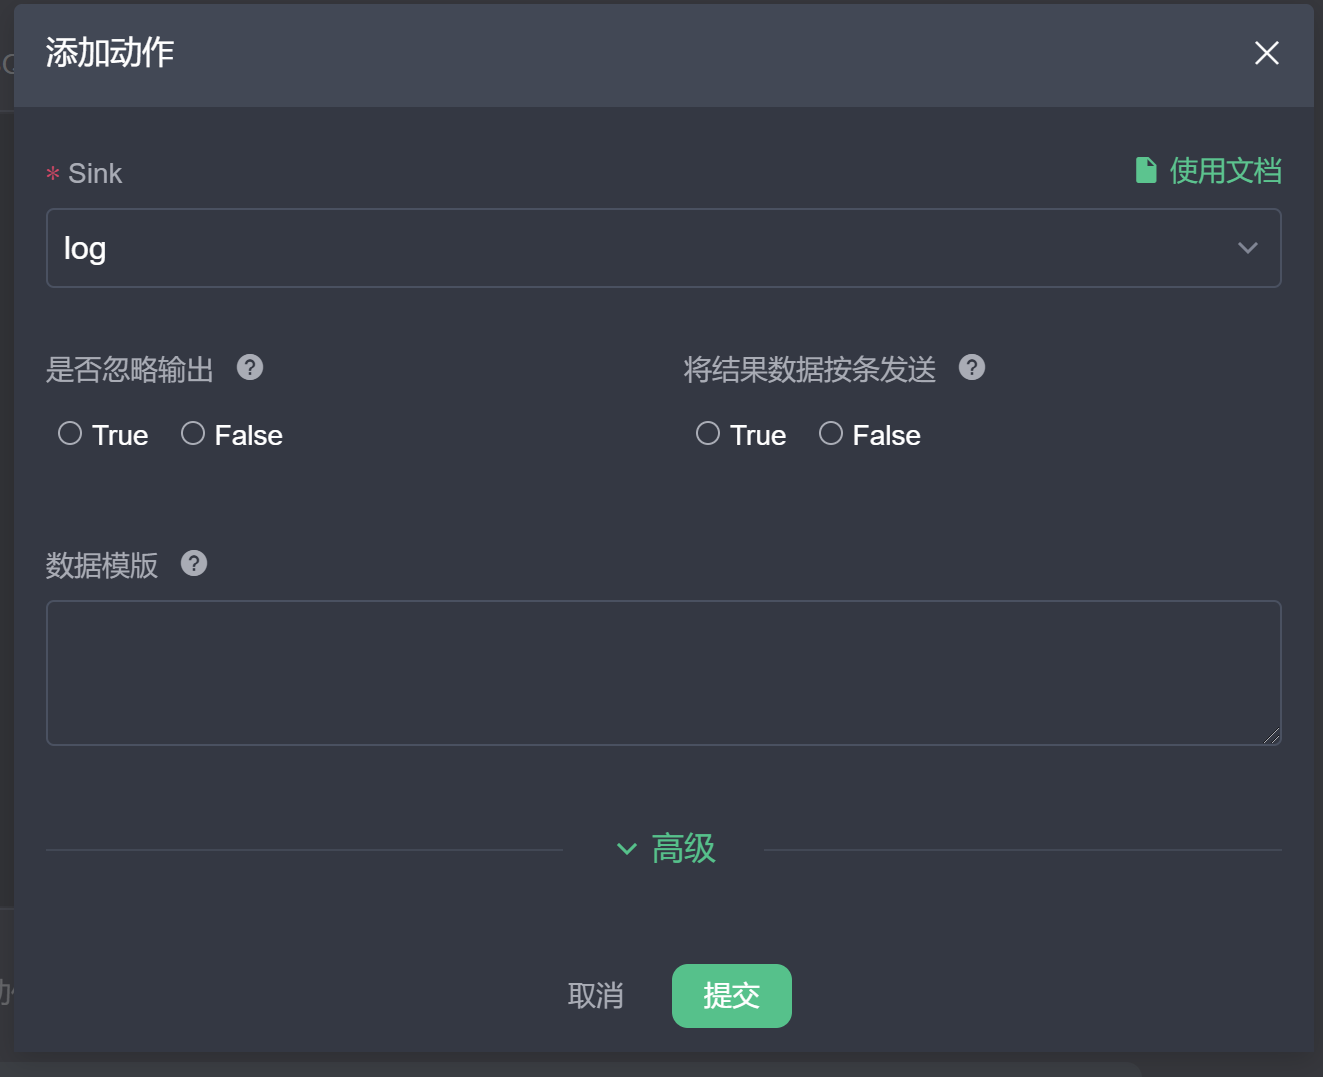 添加动作
* Sink
使用文档
log
是否忽略输出
将结果数据按条发送
True False
True False
数据模版
高级
取消
提交